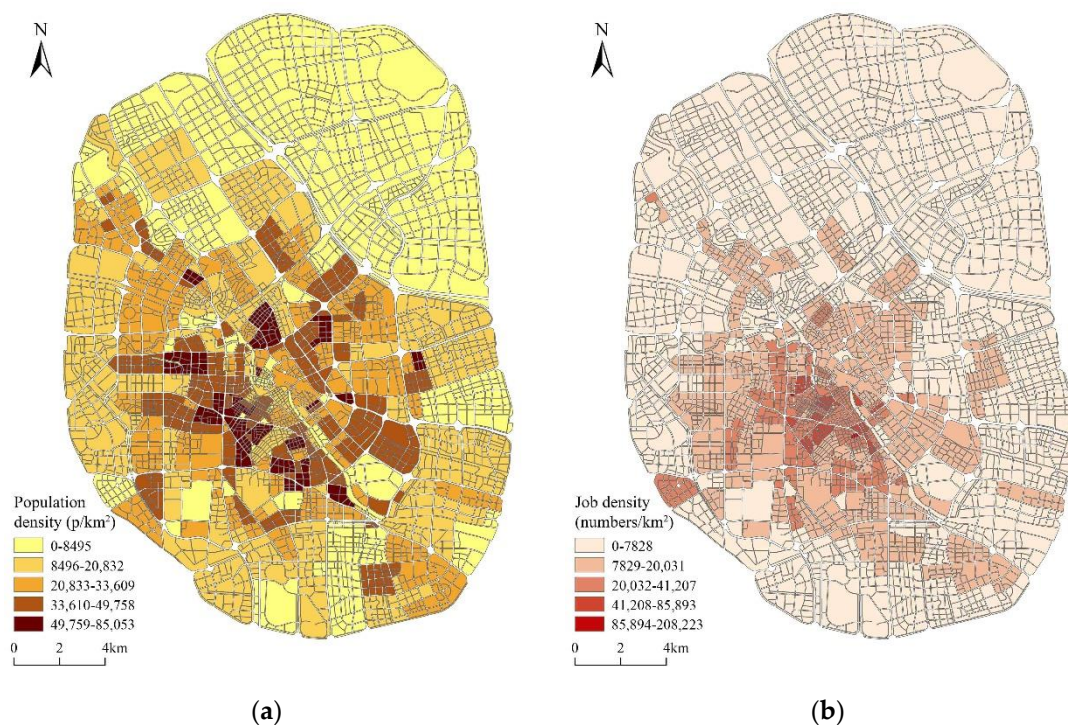 N
Population
density (p/km²)
0-8495
8496-20,832
20,833-33,609
33,610-49,758
49,759-85,053
0 2 4km
(a)
N
Job density
(numbers/km²)
0-7828
7829-20,031
20,032-41,207
41,208-85,893
85,894-208,223
0 2 4km
(b)